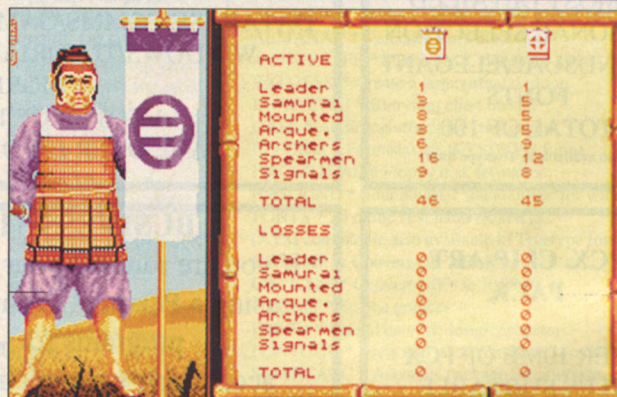 ACTIVE
Leader 1 1
Samurai 3 5
Mounted 8 5
Arque. 3 5
Archers 6 9
Spearmen 16 12
Signals 9 8
TOTAL 46 45
LOSSES
Leader 0 0
Samurai 0 0
Mounted 0 0
Arque. 0 0
Archers 0 0
Spearmen 0 0
Signals 0 0
TOTAL 0 0